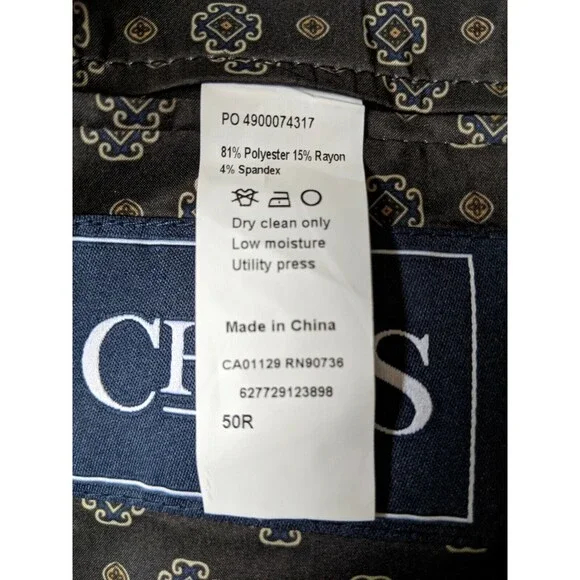 PO 4900074317
81% Polyester 15% Rayon
4% Spandex
Dry clean only
Low moisture
Utility press
Made in China
CA01129 RN90736
627729123898
50R